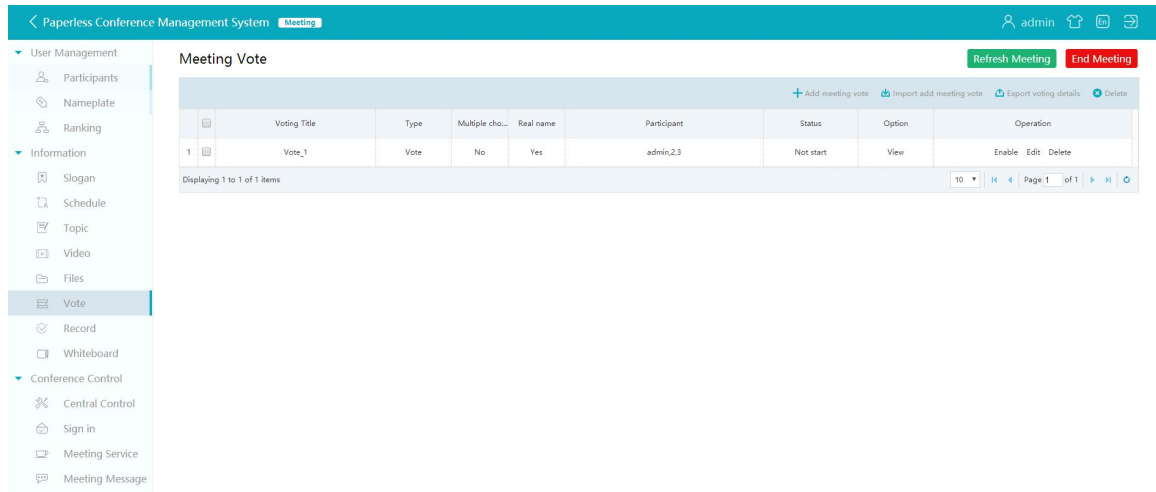 Paperless Conference Management System Meeting admin En
User Management
Participants
Nameplate
Ranking
Information
Slogan
Schedule
Topic
Video
Files
Vote
Record
Whiteboard
Conference Control
Central Control
Sign in
Meeting Service
Meeting Message
Meeting Vote Refresh Meeting End Meeting
Add meeting vote Import add meeting vote Export voting details Delete
Voting Title Type Multiple cho... Real name Participant Status Option Operation
1 Vote_1 Vote No Yes admin,2,3 Not start View Enable Edit Delete
Displaying 1 to 1 of 1 items 10 Page 1 of 1